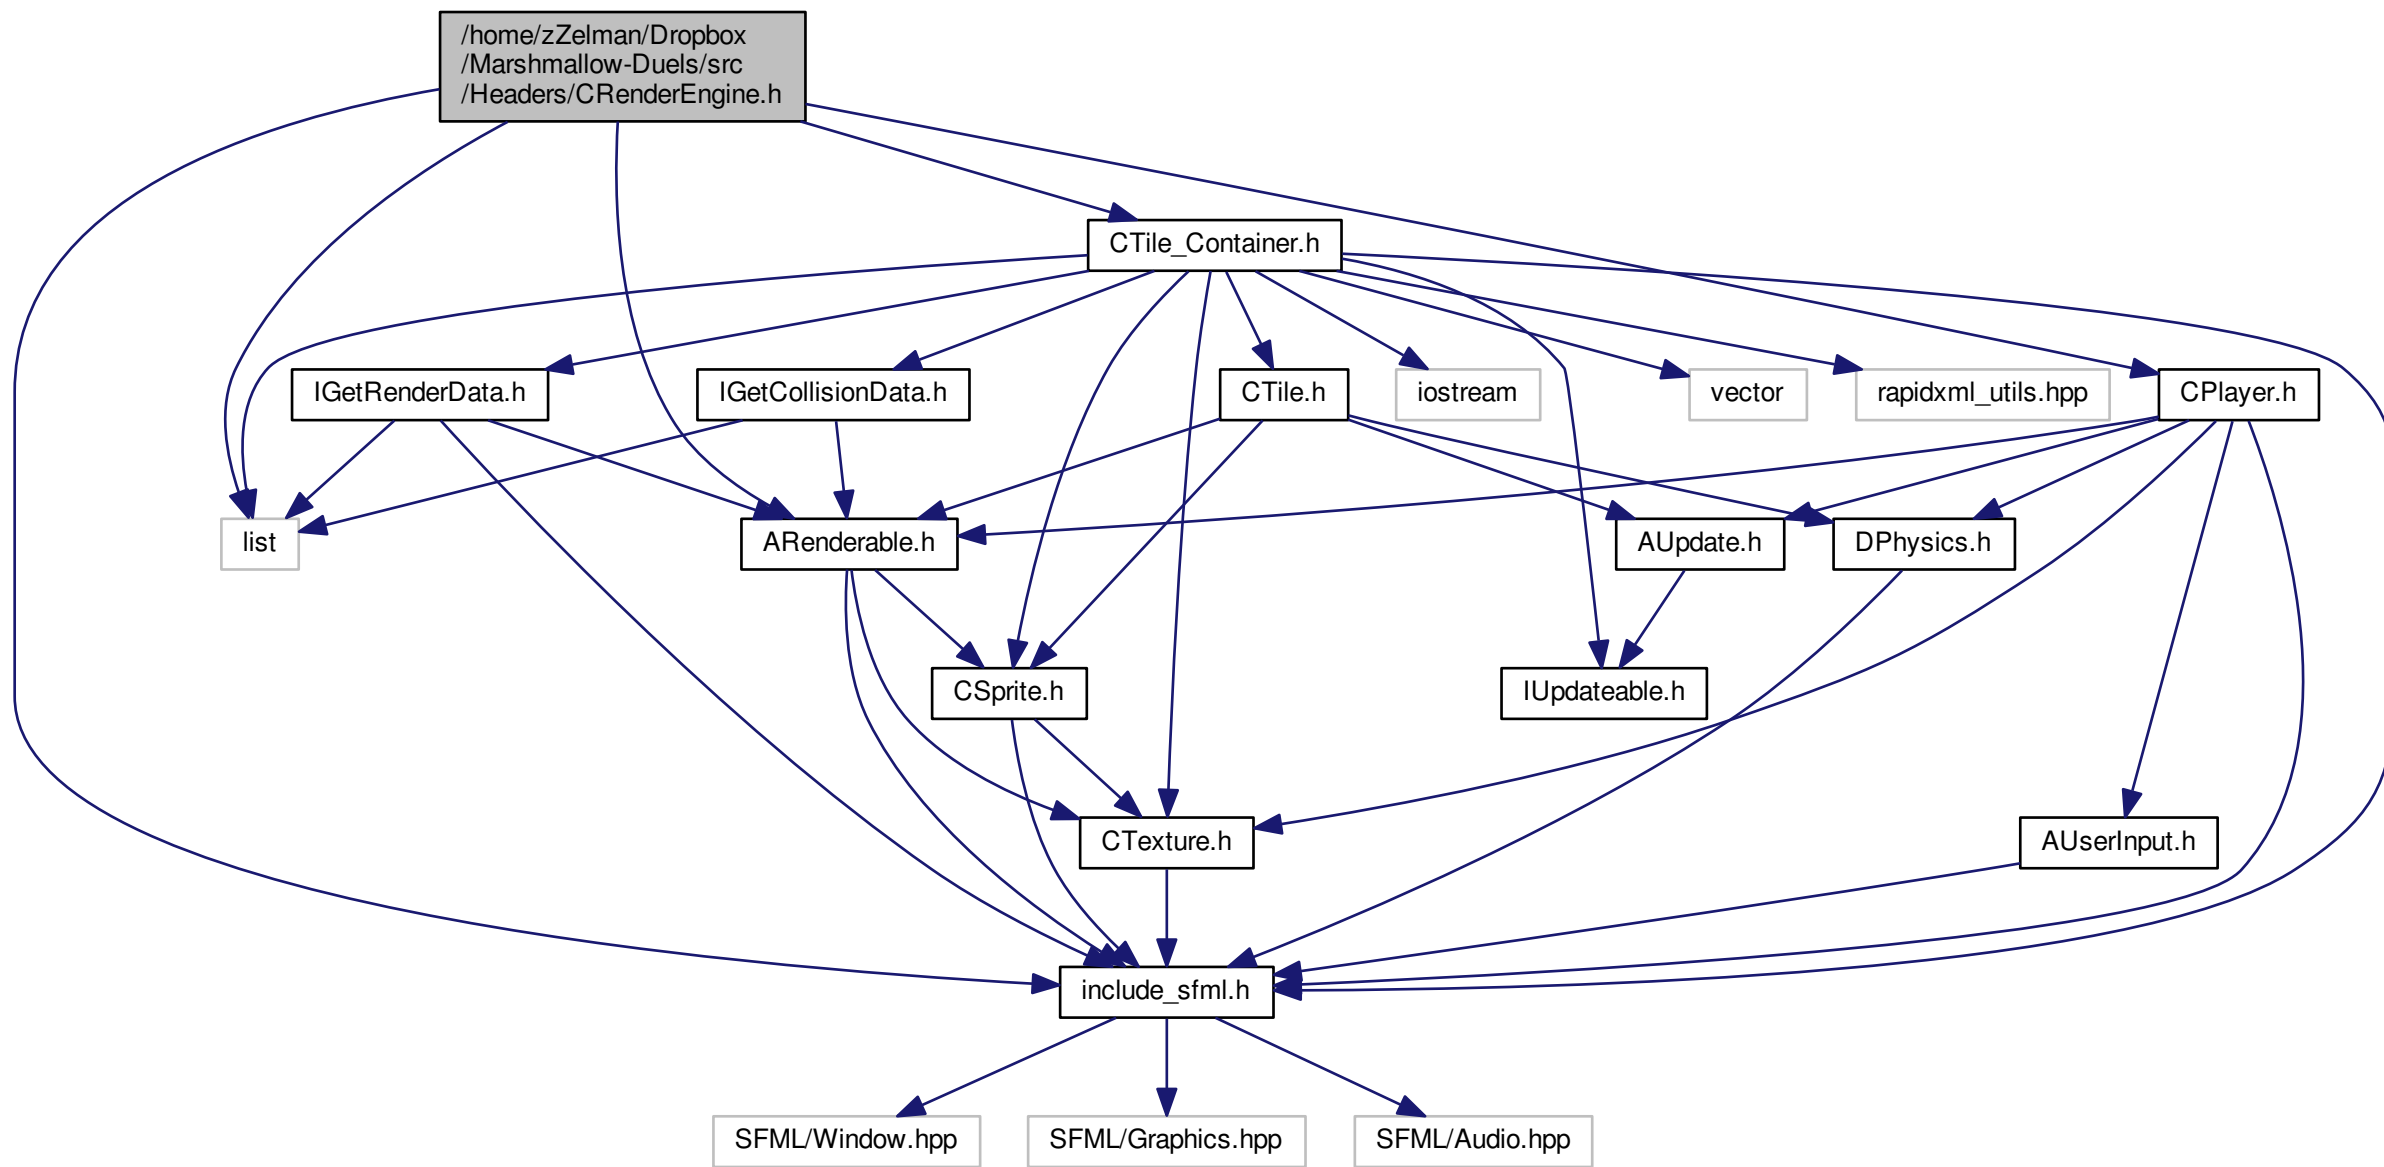 /home/zZelman/Dropbox
/Marshmallow-Duels/src
/Headers/CRenderEngine.h
CTile_Container.h
IGetRenderData.h
IGetCollisionData.h
CTile.h
iostream
vector
rapidxml_utils.hpp
CPlayer.h
list
ARenderable.h
AUpdate.h
DPhysics.h
CSprite.h
IUpdateable.h
CTexture.h
AUserInput.h
include_sfml.h
SFML/Window.hpp
SFML/Graphics.hpp
SFML/Audio.hpp